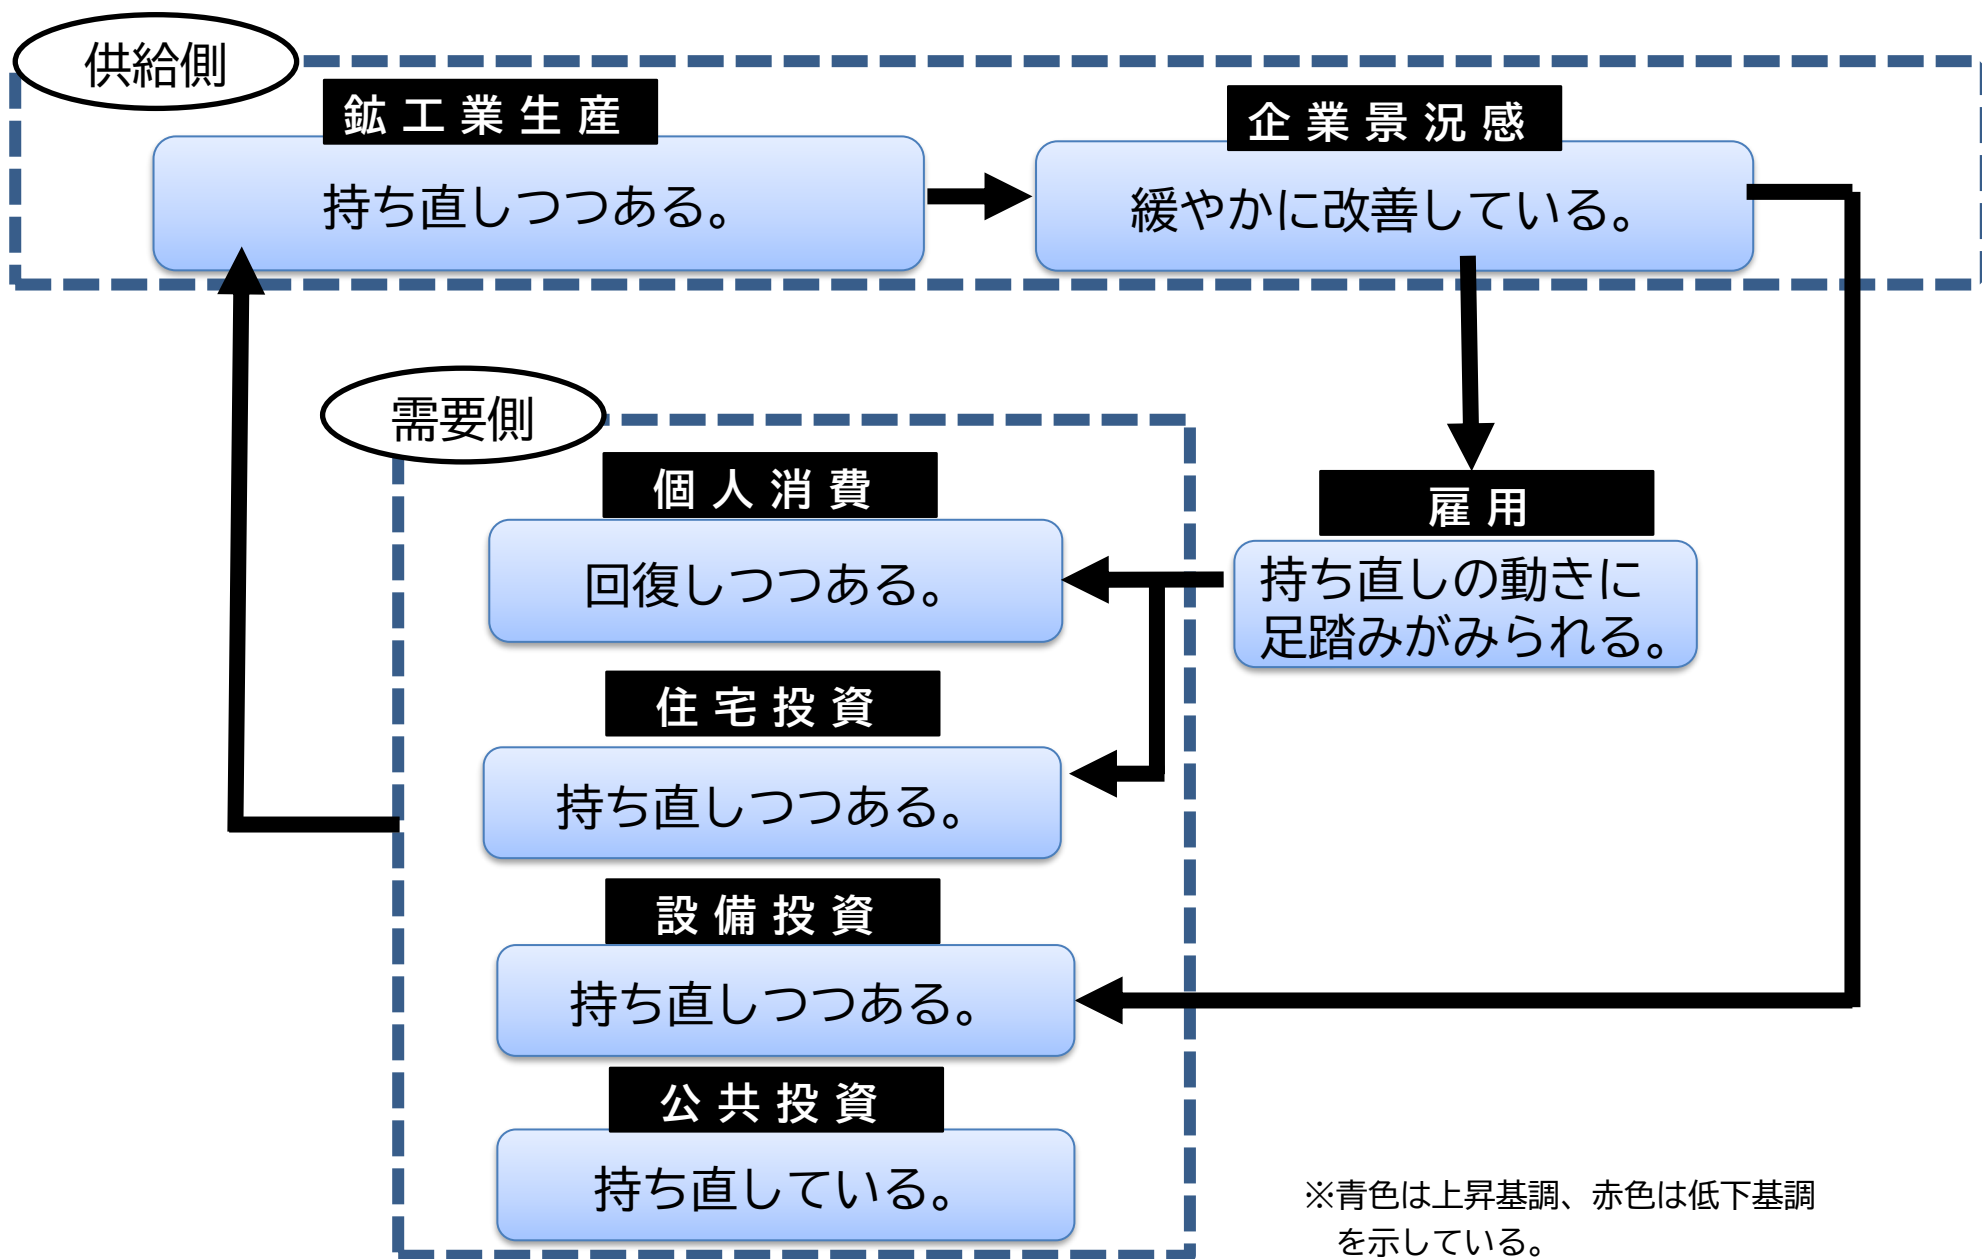 供給側
鉱工業生産
持ち直しつつある。
企業景況感
緩やかに改善している。
需要側
個人消費
回復しつつある。
雇用
持ち直しの動きに
足踏みがみられる。
住宅投資
持ち直しつつある。
設備投資
持ち直しつつある。
公共投資
持ち直している。
※青色は上昇基調、赤色は低下基調
を示している。